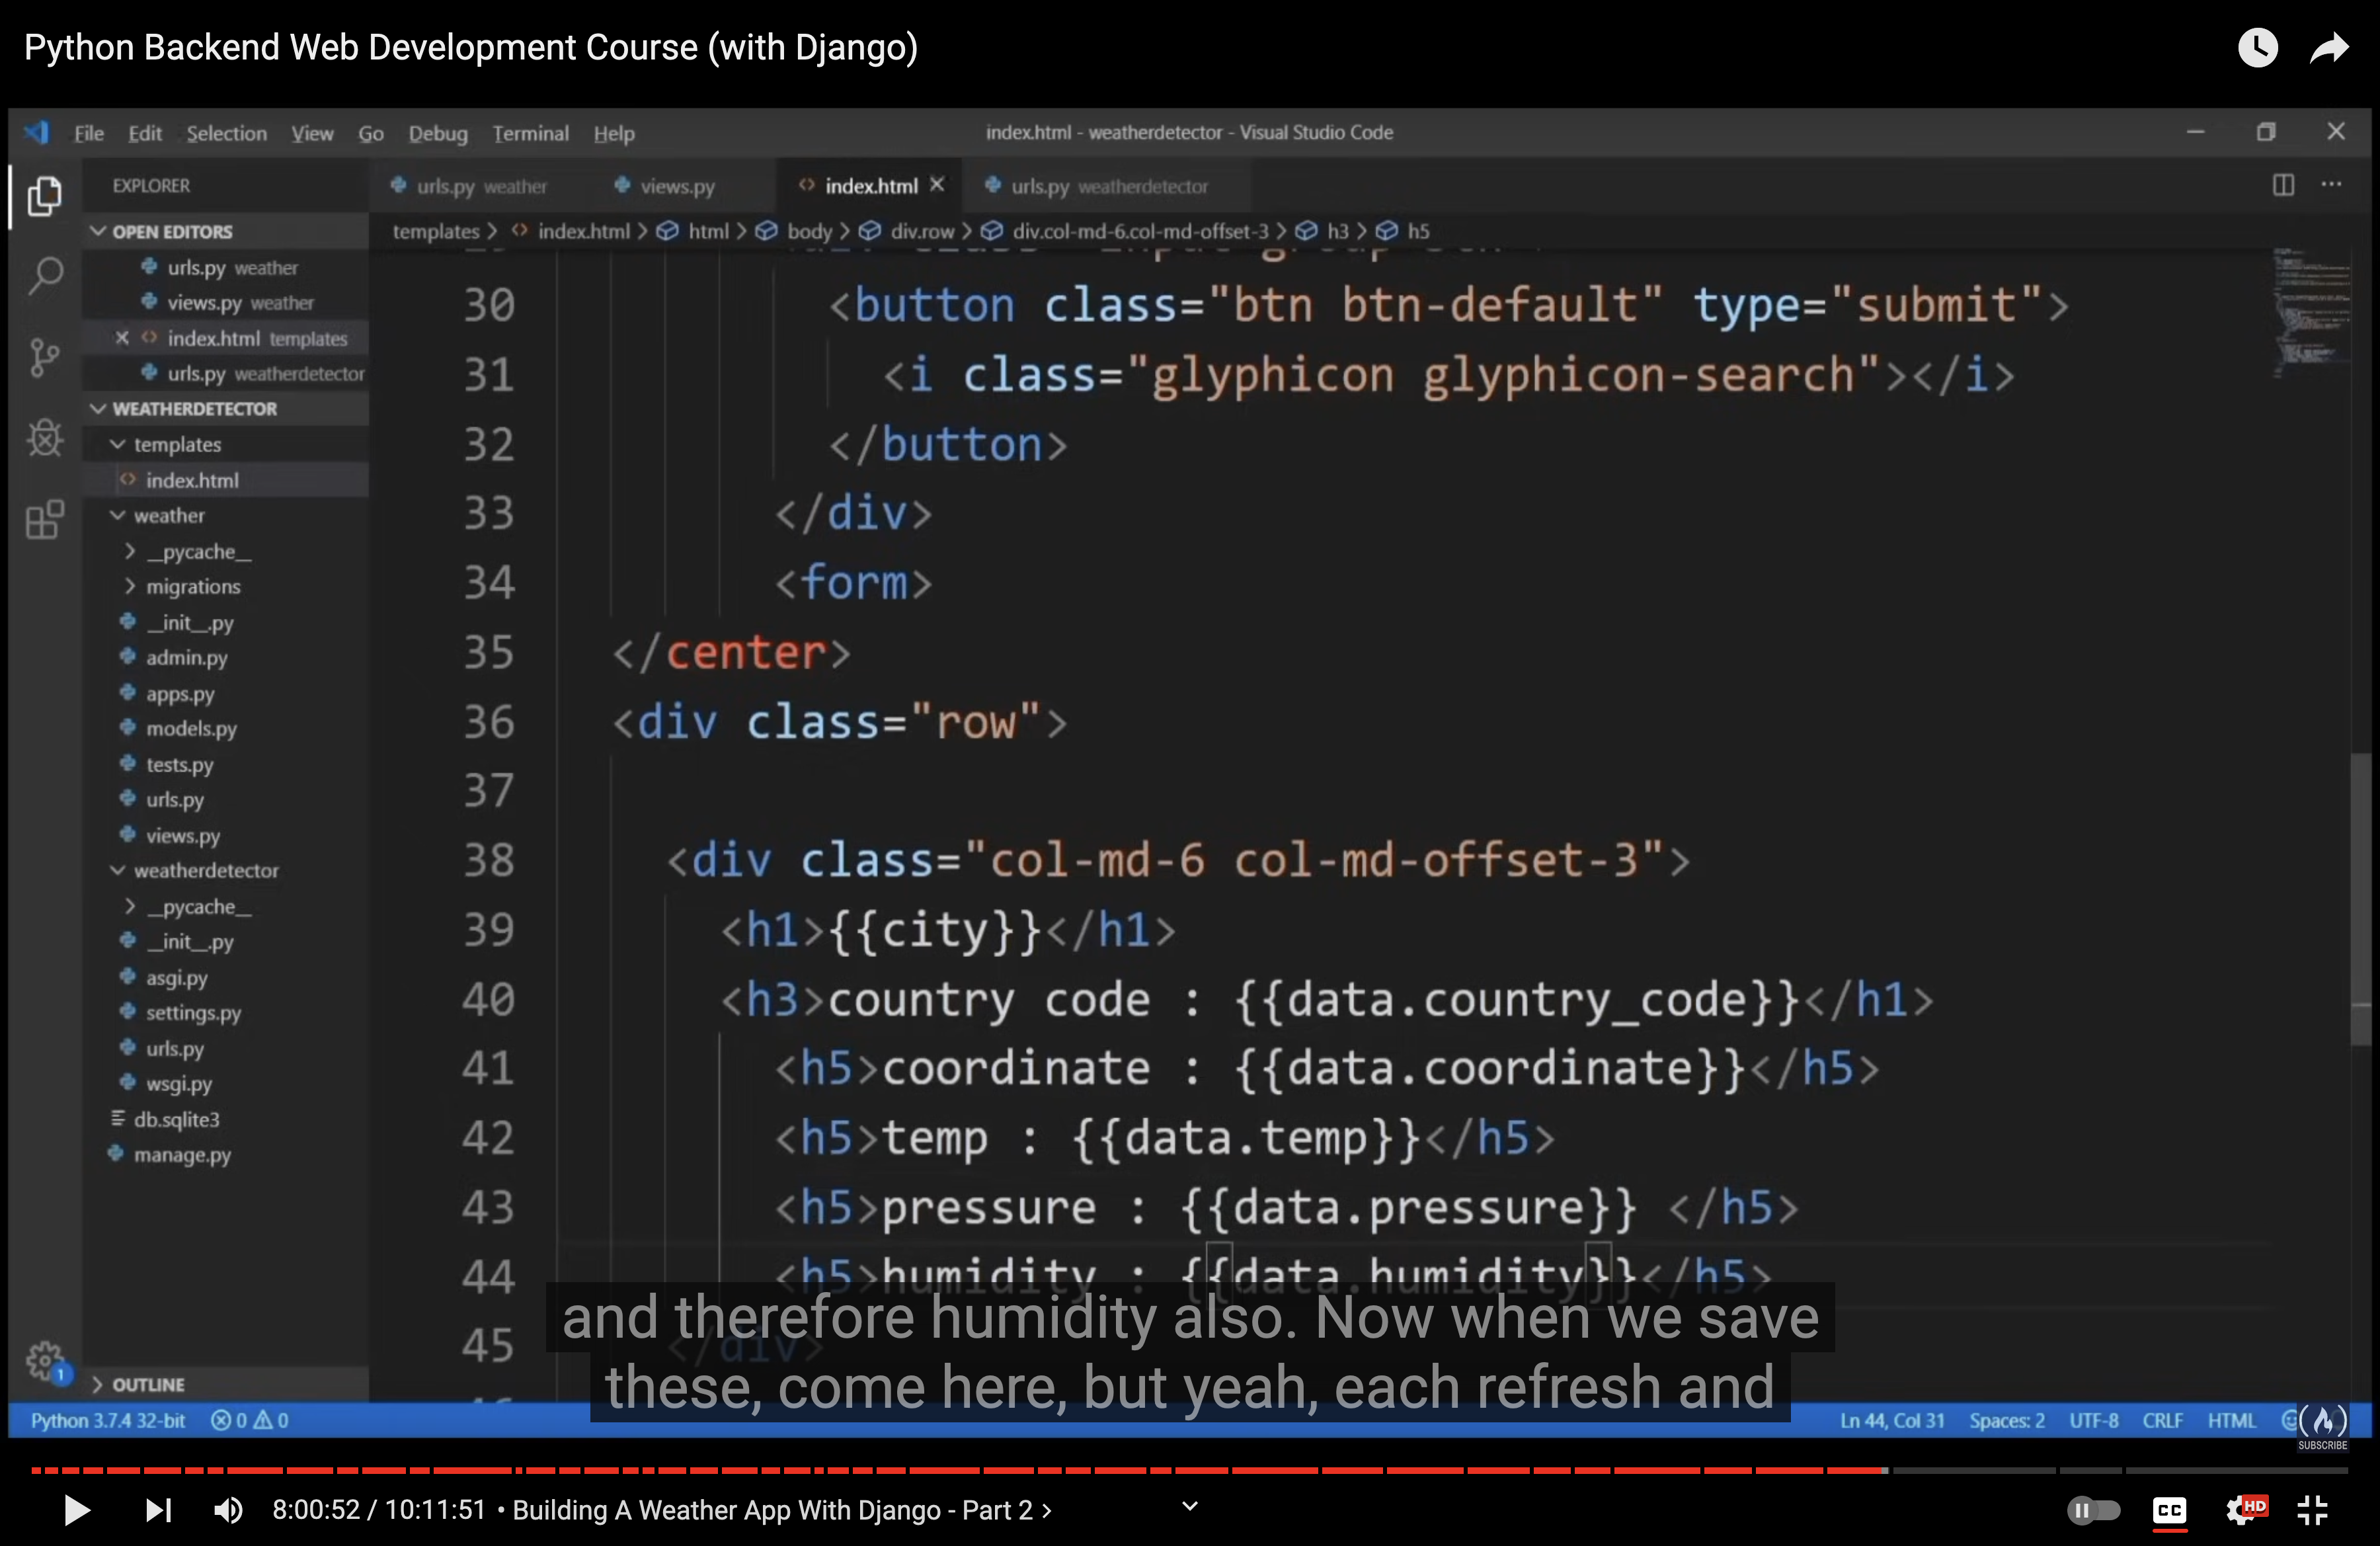 Python Backend Web Development Course (with Django)
File Edit Selection View Go Debug Terminal Help
index.html - weatherdetector - Visual Studio Code
EXPLORER
urls.py weather
views.py
index.html
urls.py weatherdetector
OPEN EDITORS
urls.py weather
views.py weather
index.html templates
urls.py weatherdetector
WEATHERDETECTOR
templates
index.html
weather
__pycache__
migrations
__init__.py
admin.py
apps.py
models.py
tests.py
urls.py
views.py
weatherdetector
__pycache__
__init__.py
asgi.py
settings.py
urls.py
wsgi.py
db.sqlite3
manage.py
OUTLINE
templates > index.html > html > body > div.row > div.col-md-6.col-md-offset-3 > h3 > h5
30 <button class="btn btn-default" type="submit">
31 <i class="glyphicon glyphicon-search"></i>
32 </button>
33 </div>
34 <form>
35 </center>
36 <div class="row">
37
38 <div class="col-md-6 col-md-offset-3">
39 <h1>{{city}}</h1>
40 <h3>country code : {{data.country_code}}</h1>
41 <h5>coordinate : {{data.coordinate}}</h5>
42 <h5>temp : {{data.temp}}</h5>
43 <h5>pressure : {{data.pressure}} </h5>
44 <h5>humidity : {{data.humidity}}</h5>
45 </div>
and therefore humidity also. Now when we save
these, come here, but yeah, each refresh and
1
Python 3.7.4 32-bit 0 0
Ln 44, Col 31 Spaces: 2 UTF-8 CRLF HTML
SUBSCRIBE
8:00:52 / 10:11:51 • Building A Weather App With Django - Part 2 >
CC
HD